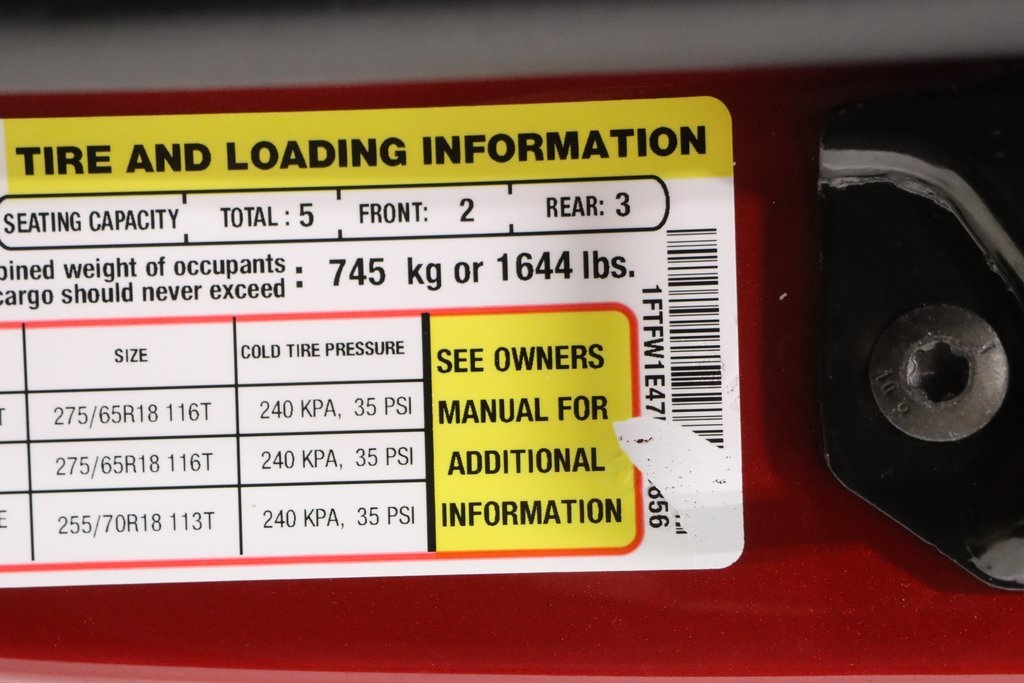 TIRE AND LOADING INFORMATION
SEATING CAPACITY TOTAL : 5 FRONT: 2 REAR: 3
bined weight of occupants
cargo should never exceed : 745 kg or 1644 lbs.
SIZE COLD TIRE PRESSURE
T 275/65R18 116T 240 KPA, 35 PSI
275/65R18 116T 240 KPA, 35 PSI
E 255/70R18 113T 240 KPA, 35 PSI
SEE OWNERS
MANUAL FOR
ADDITIONAL
INFORMATION
1FTFW1E47
656
10.9